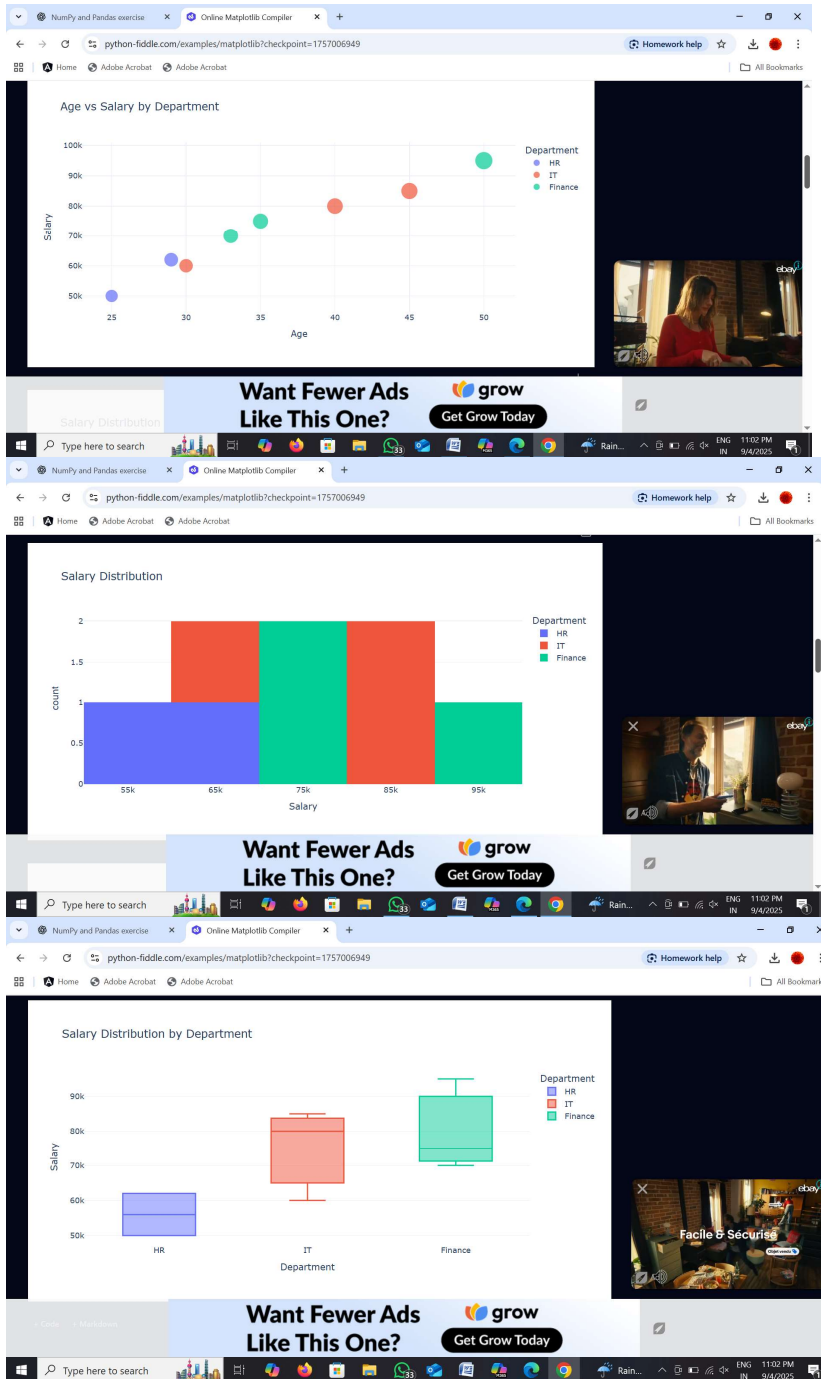 NumPy and Pandas exercise × Online Matplotlib Compiler × +
python-fiddle.com/examples/matplotlib?checkpoint=1757006949 Homework help
Home Adobe Acrobat Adobe Acrobat All Bookmarks
Age vs Salary by Department
Department
HR
IT
Finance
100k
90k
80k
70k
60k
50k
Salary
25 30 35 40 45 50
Age
ebay
Want Fewer Ads
Like This One?
grow
Get Grow Today
Salary Distribution
Type here to search 33 Rain... ENG 11:02 PM
IN 9/4/2025 1
NumPy and Pandas exercise × Online Matplotlib Compiler × +
python-fiddle.com/examples/matplotlib?checkpoint=1757006949 Homework help
Home Adobe Acrobat Adobe Acrobat All Bookmarks
Salary Distribution
Department
HR
IT
Finance
2
1.5
1
0.5
0
count
55k 65k 75k 85k 95k
Salary
ebay
Want Fewer Ads
Like This One?
grow
Get Grow Today
Type here to search 33 Rain... ENG 11:02 PM
IN 9/4/2025 1
NumPy and Pandas exercise × Online Matplotlib Compiler × +
python-fiddle.com/examples/matplotlib?checkpoint=1757006949 Homework help
Home Adobe Acrobat Adobe Acrobat All Bookmark
Salary Distribution by Department
Department
HR
IT
Finance
90k
80k
70k
60k
50k
Salary
HR IT Finance
Department
ebay
Facile & Sécurisé
Objet vendu
+ Code + Markdown
Want Fewer Ads
Like This One?
grow
Get Grow Today
Type here to search 33 Rain... ENG 11:02 PM
IN 9/4/2025